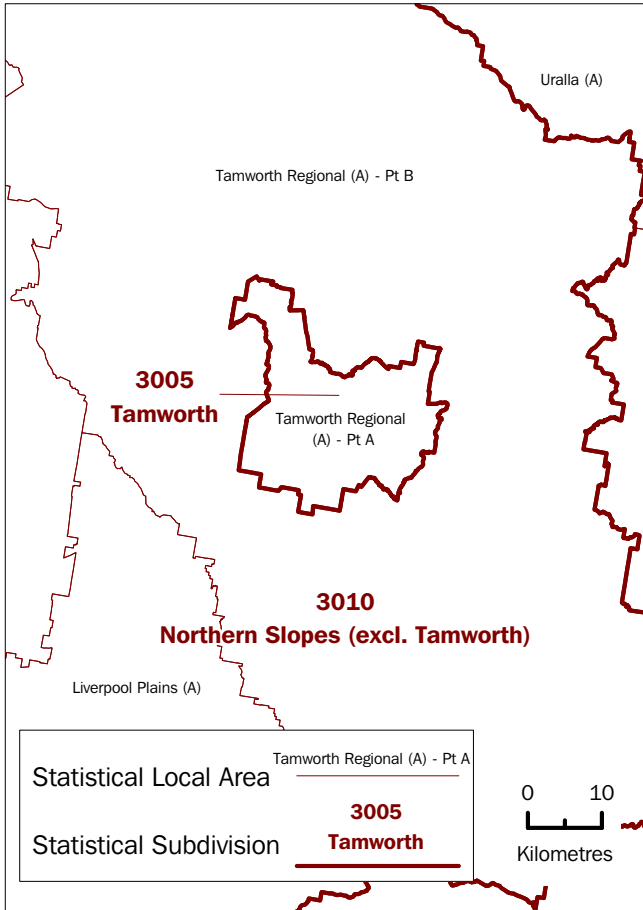 Uralla (A)
Tamworth Regional (A) - Pt B
3005
Tamworth
Tamworth Regional
(A) - Pt A
3010
Northern Slopes (excl. Tamworth)
Liverpool Plains (A)
Statistical Local Area
Tamworth Regional (A) - Pt A
Statistical Subdivision
3005
Tamworth
0 10
Kilometres